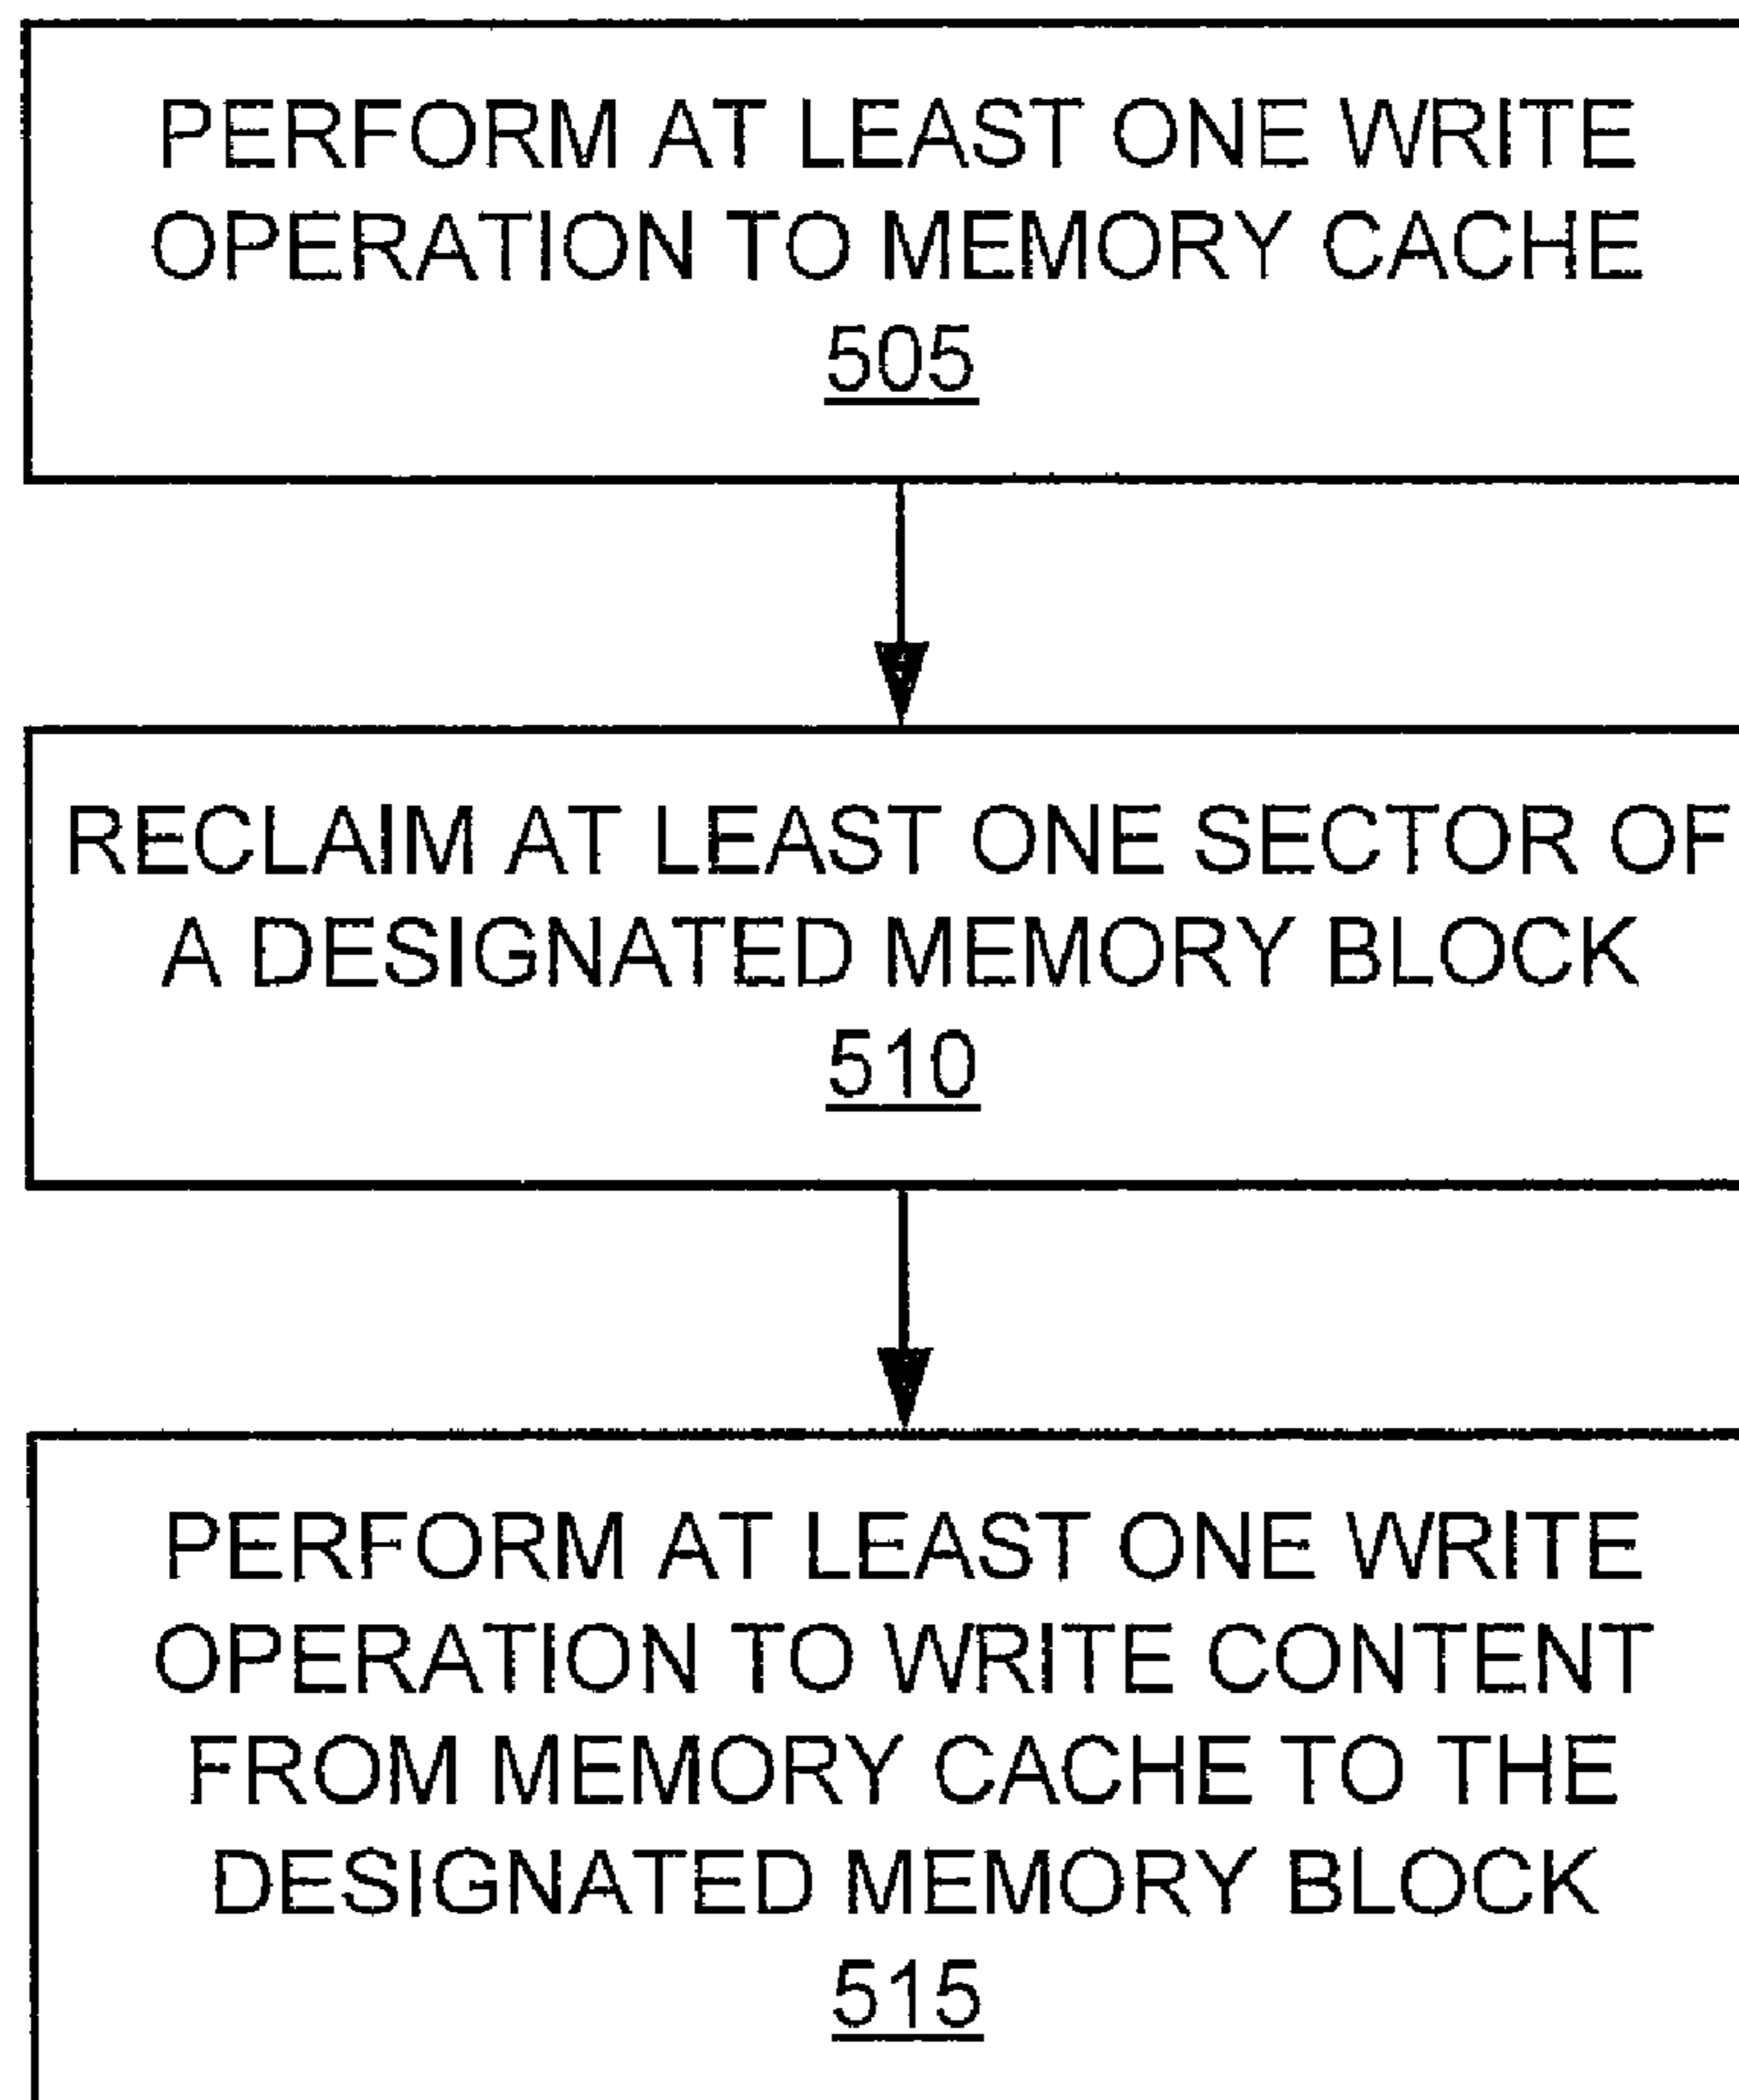 PERFORM AT LEAST ONE WRITE
OPERATION TO MEMORY CACHE
505
RECLAIM AT LEAST ONE SECTOR OF
A DESIGNATED MEMORY BLOCK
510
PERFORM AT LEAST ONE WRITE
OPERATION TO WRITE CONTENT
FROM MEMORY CACHE TO THE
DESIGNATED MEMORY BLOCK
515